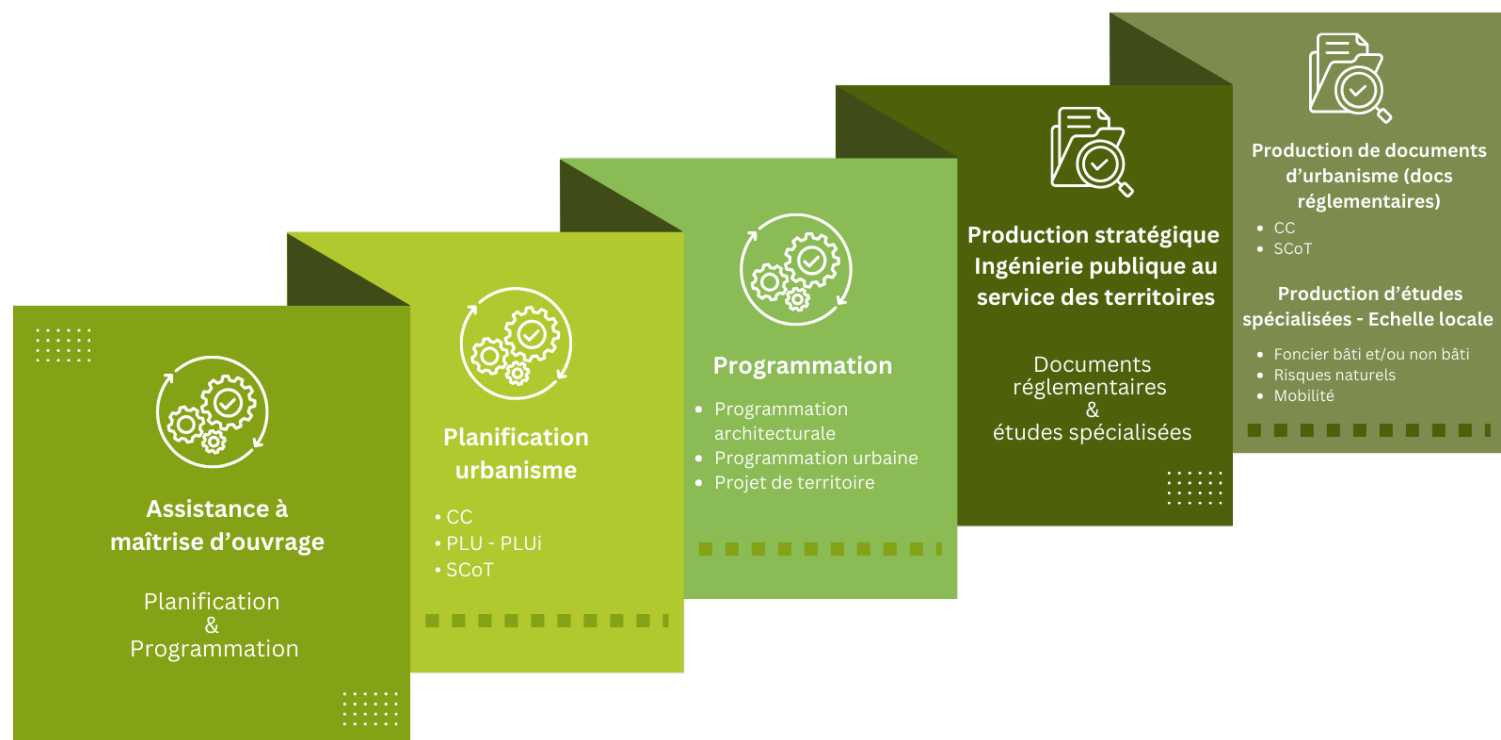 Assistance à
maîtrise d'ouvrage
Planification
&
Programmation
Planification
urbanisme
• CC
• PLU - PLUi
• SCoT
Programmation
• Programmation
architecturale
• Programmation urbaine
• Projet de territoire
Production stratégique
Ingénierie publique au
service des territoires
Documents
réglementaires
&
études spécialisées
Production de documents
d'urbanisme (docs
réglementaires)
• CC
• SCoT
Production d'études
spécialisées - Echelle locale
• Foncier bâti et/ou non bâti
• Risques naturels
• Mobilité